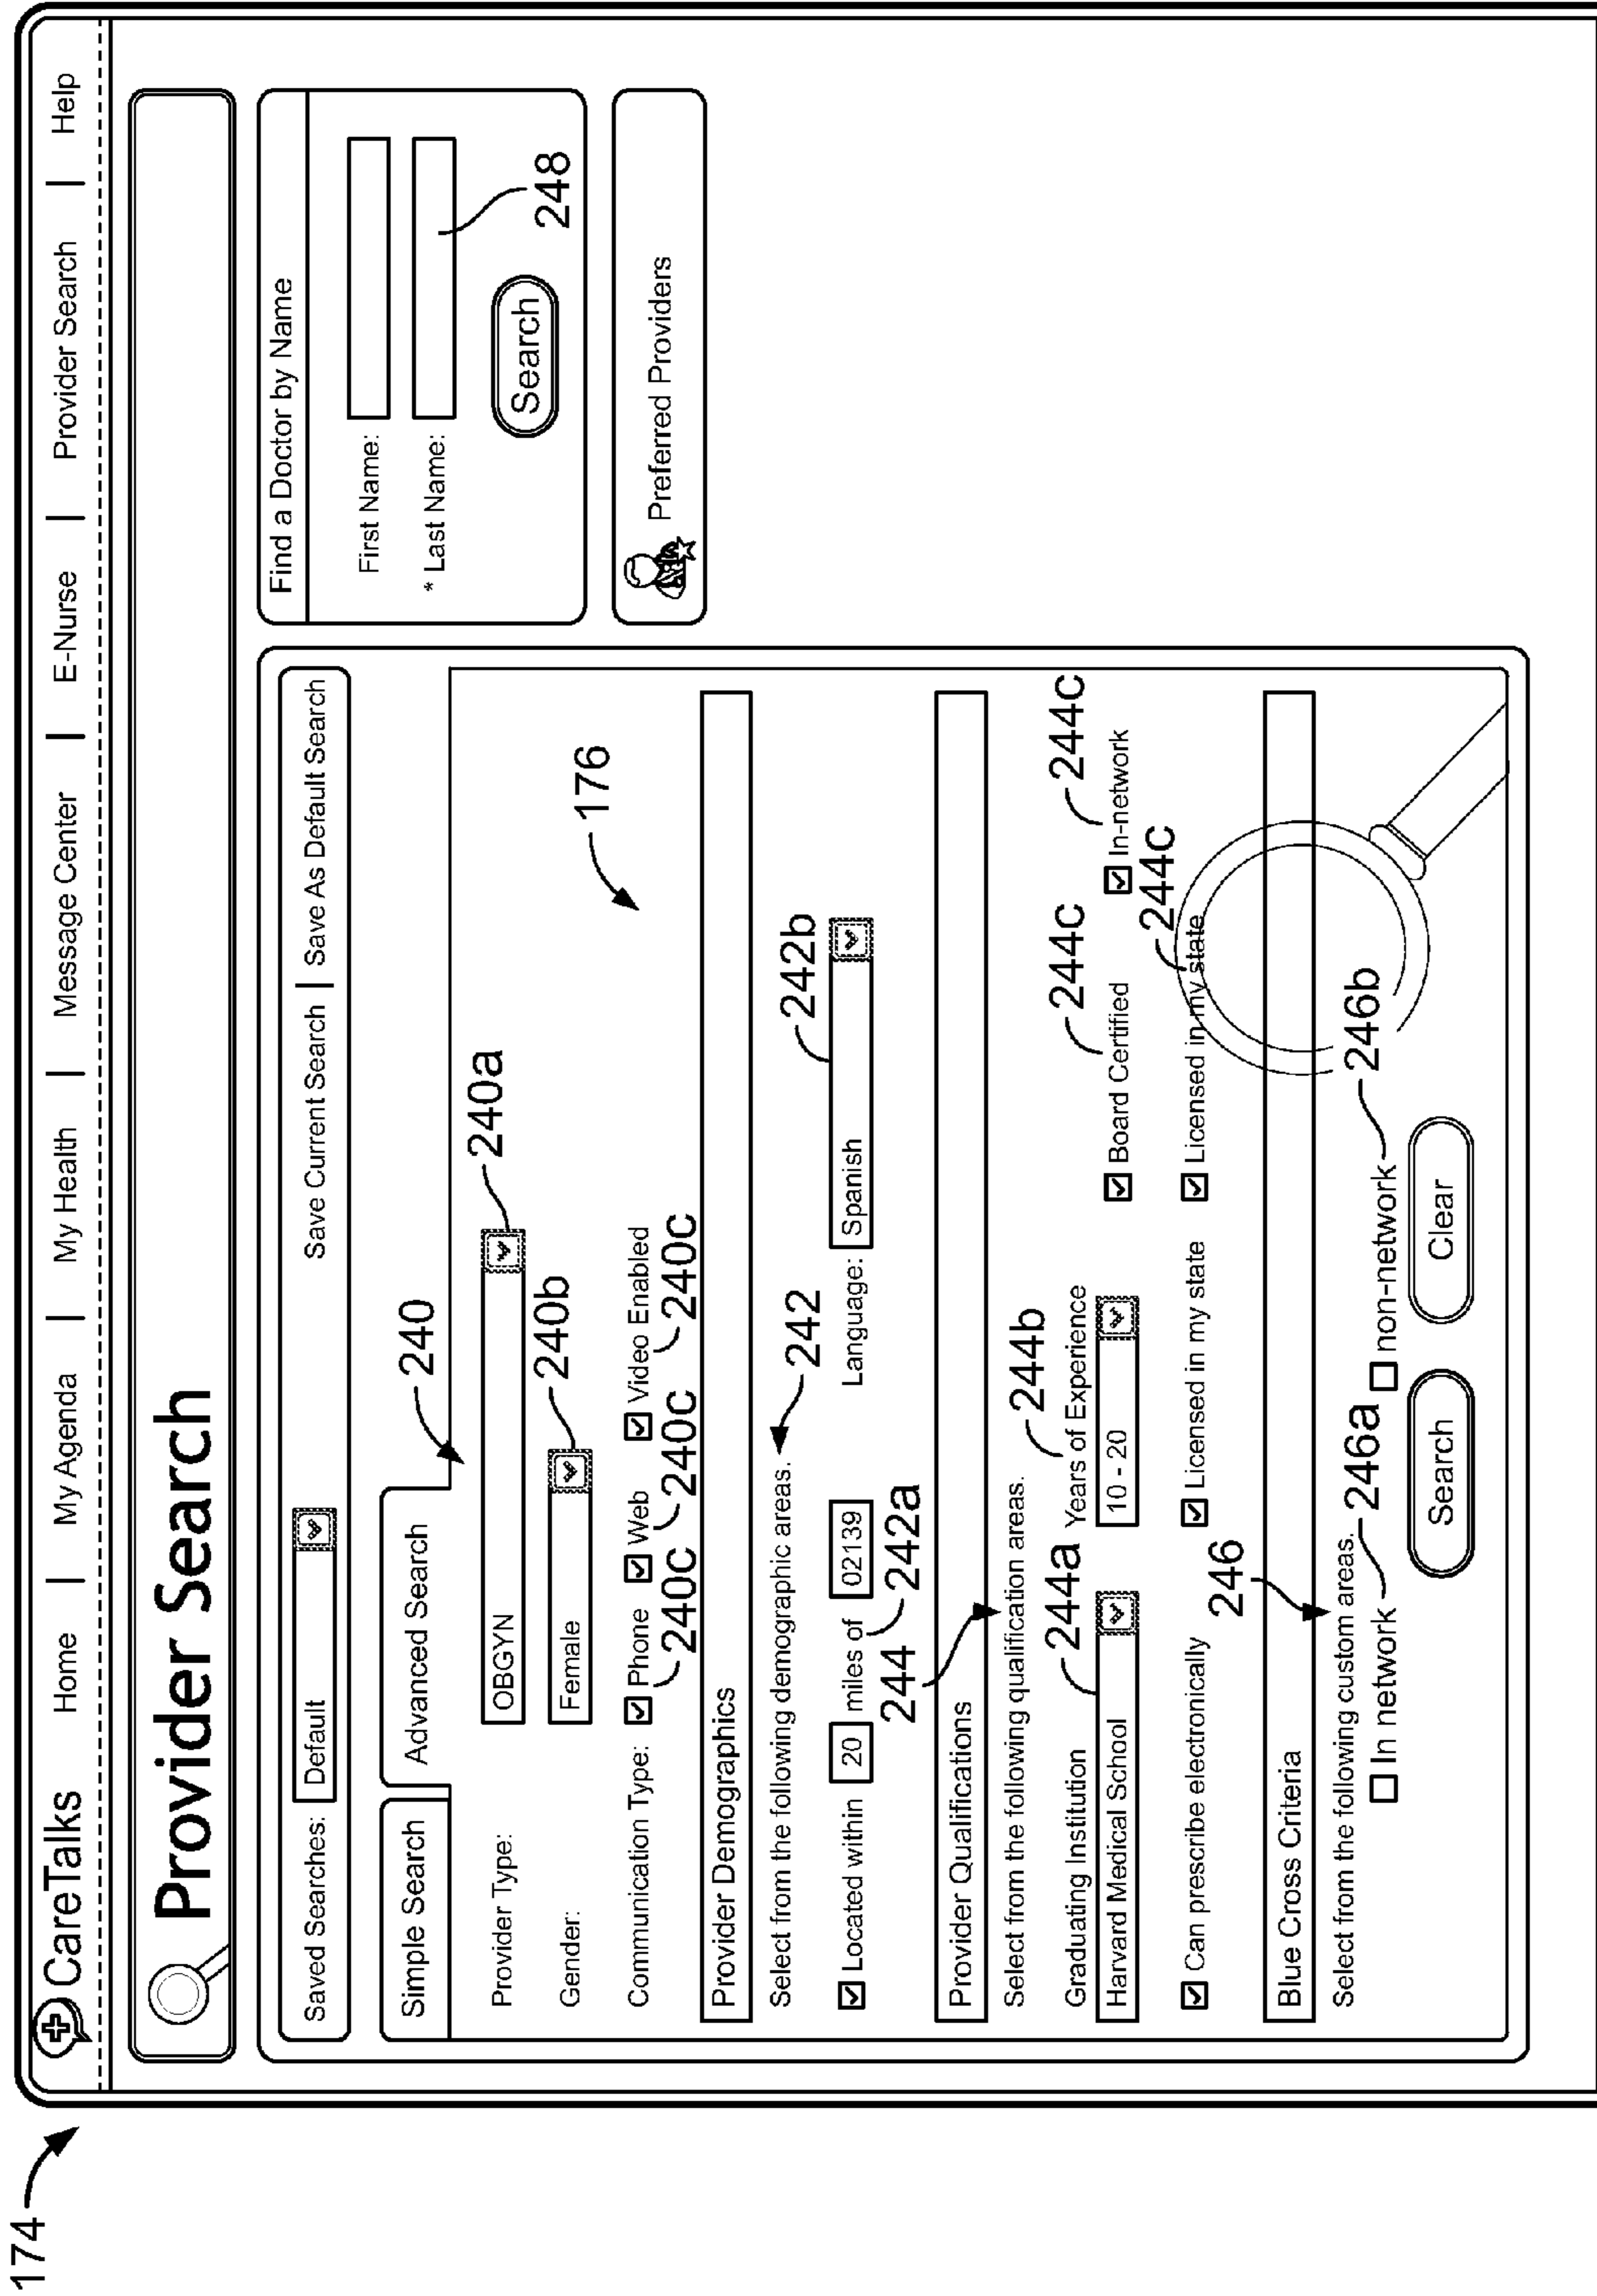 174
CareTalks Home | My Agenda | My Health | Message Center | E-Nurse | Provider Search | Help
Provider Search
Saved Searches: Default Save Current Search | Save As Default Search
Simple Search Advanced Search
240
Provider Type: OBGYN 240a
Gender: Female 240b
176
Communication Type: Phone Web Video Enabled
240c 240c 240c
Provider Demographics
Select from the following demographic areas. 242
242b
Located within 20 miles of 02139 Language: Spanish
244 242a
Provider Qualifications
Select from the following qualification areas.
244b
Graduating Institution 244a Years of Experience 244c 244c
Harvard Medical School 10 - 20 Board Certified In-network
244c
Can prescribe electronically Licensed in my state Licensed in my state
246
Blue Cross Criteria
Select from the following custom areas.
246a 246b
In network non-network
Search Clear
Find a Doctor by Name
First Name:
* Last Name:
248
Search
Preferred Providers